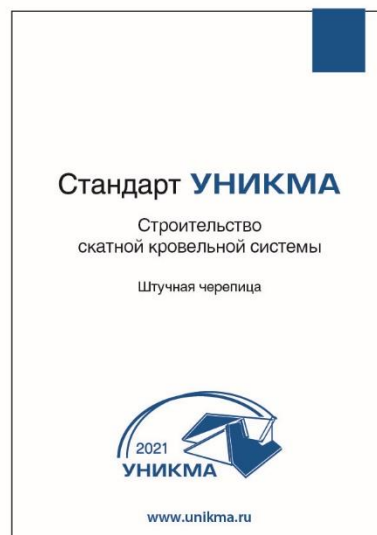 Стандарт УНИКМА
Строительство
скатной кровельной системы
Штучная черепица
2021
УНИКМА
www.unikma.ru